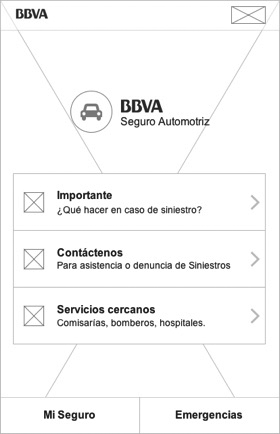 BBVA
BBVA
Seguro Automotriz
Importante
¿Qué hacer en caso de siniestro?
Contáctenos
Para asistencia o denuncia de Siniestros
Servicios cercanos
Comisarías, bomberos, hospitales.
Mi Seguro
Emergencias